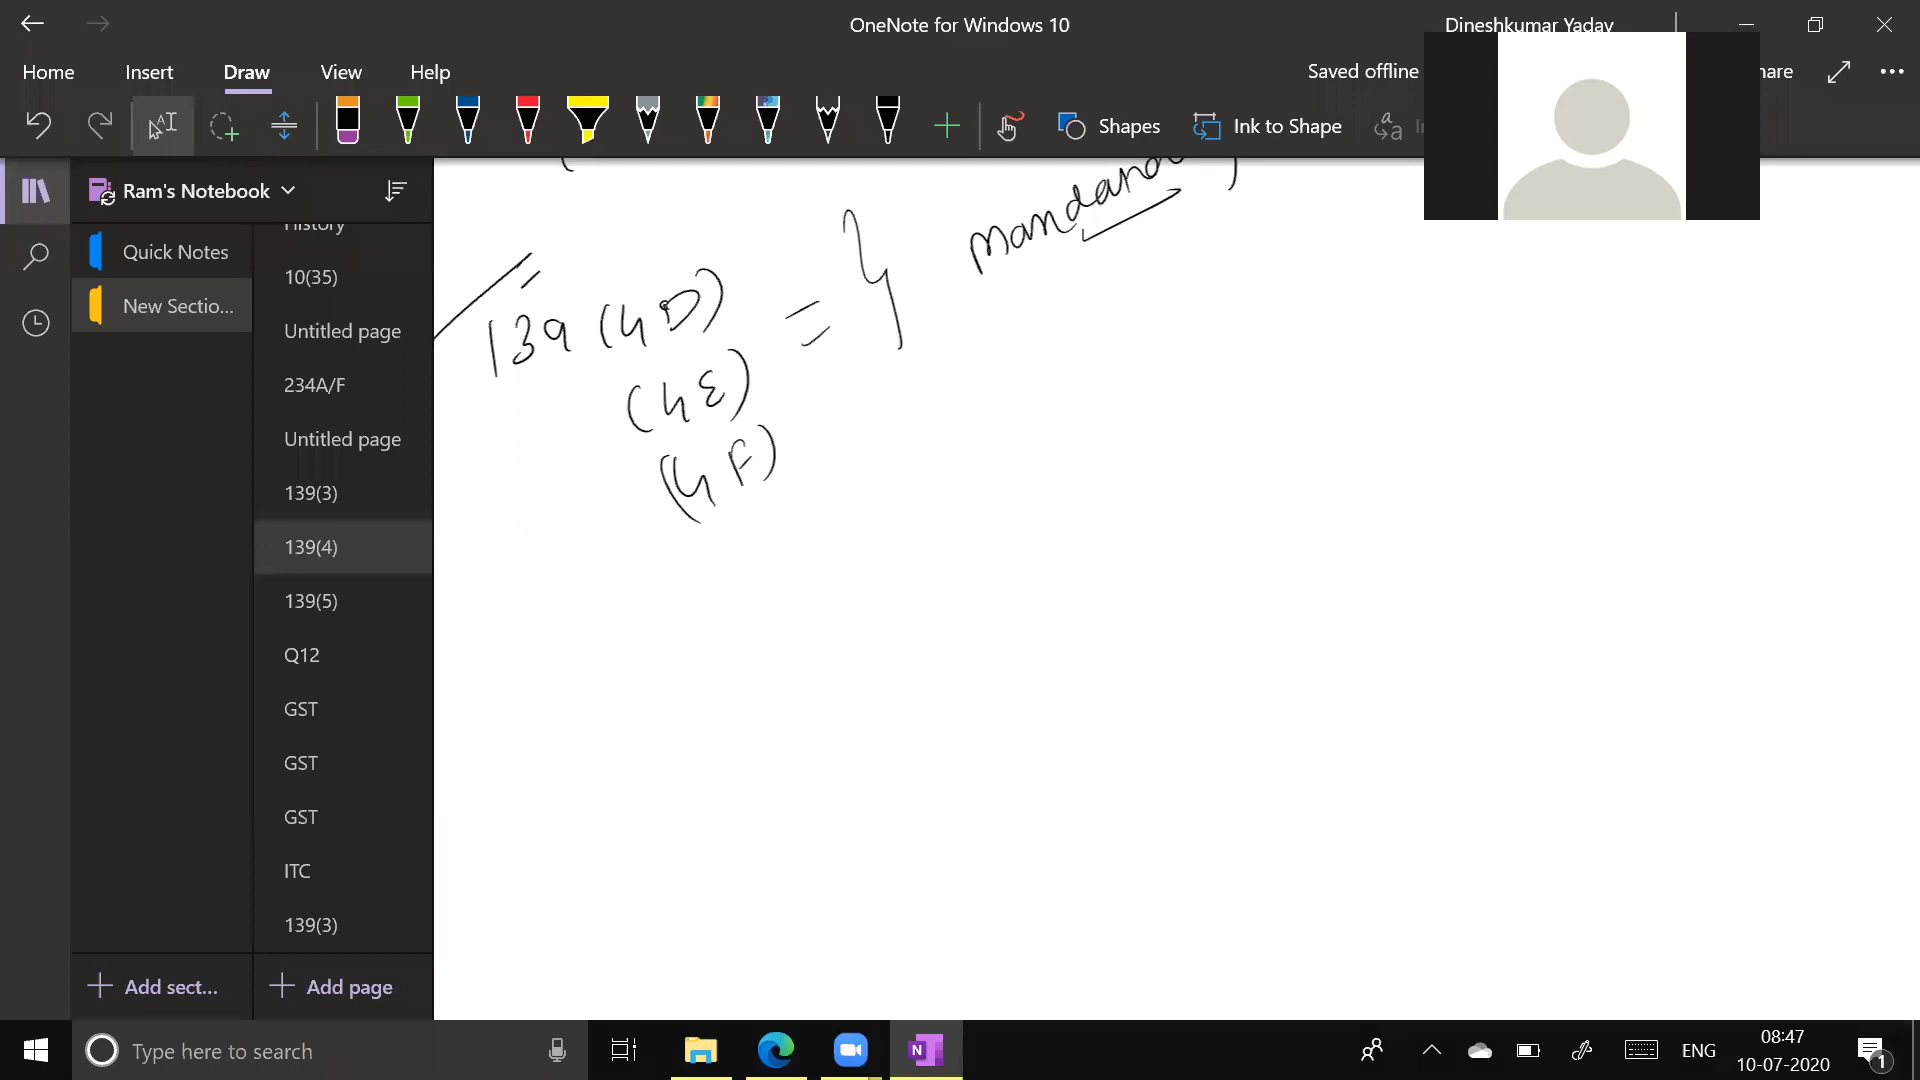 OneNote for Windows 10
Dineshkumar Yadav
Home
Insert
Draw
View
Help
Saved offline
hare
Shapes
Ink to Shape
Ram's Notebook
Quick Notes
New Sectio...
History
10(35)
Untitled page
234A/F
Untitled page
139(3)
139(4)
139(5)
Q12
GST
GST
GST
ITC
139(3)
Add sect...
Add page
139 (4D) =
(4E)
(4F)
Type here to search
ENG
08:47
10-07-2020
1